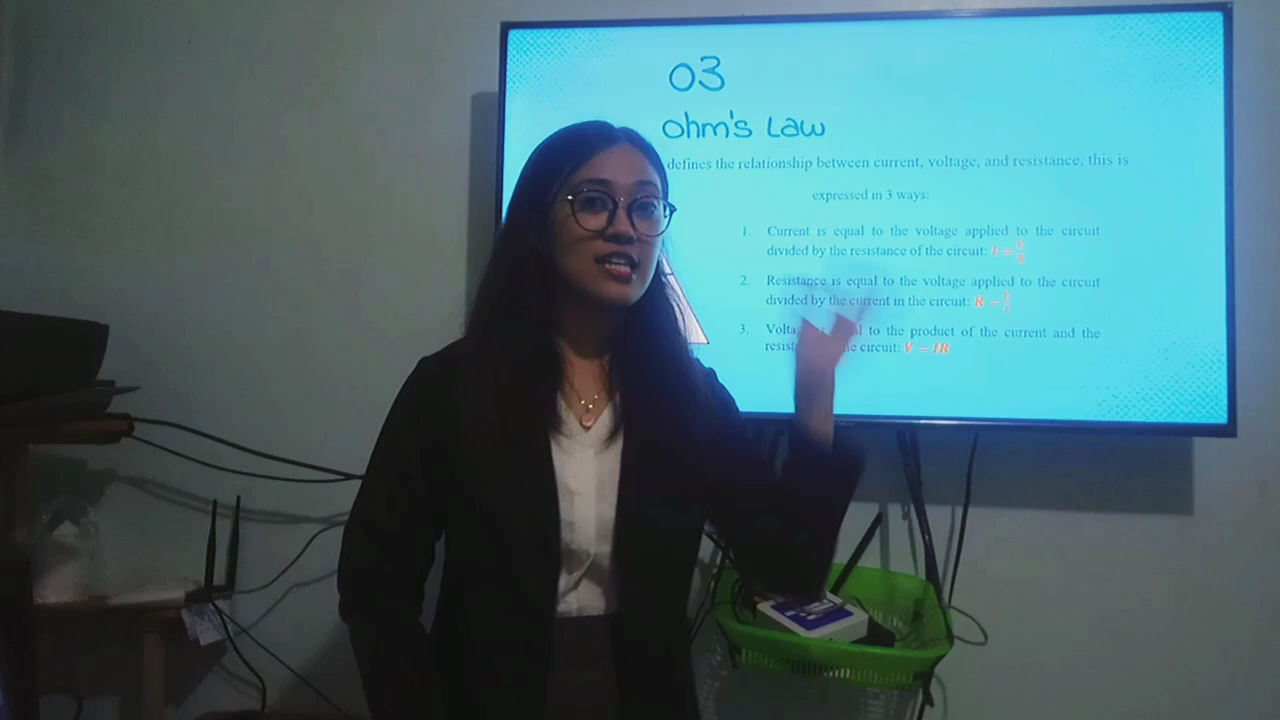 03
Ohm's Law
defines the relationship between current, voltage, and resistance, this is
expressed in 3 ways:
1. Current is equal to the voltage applied to the circuit
divided by the resistance of the circuit: I = V/R
2. Resistance is equal to the voltage applied to the circuit
divided by the current in the circuit: R = V/I
3. to the product of the current and the
circuit: V = IR